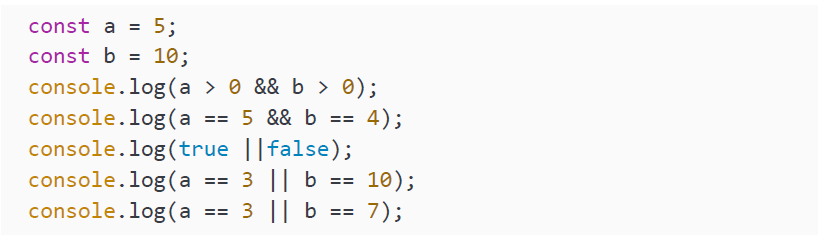 const a = 5;
const b = 10;
console.log(a > 0 && b > 0);
console.log(a == 5 && b == 4);
console.log(true ||false);
console.log(a == 3 || b == 10);
console.log(a == 3 || b == 7);